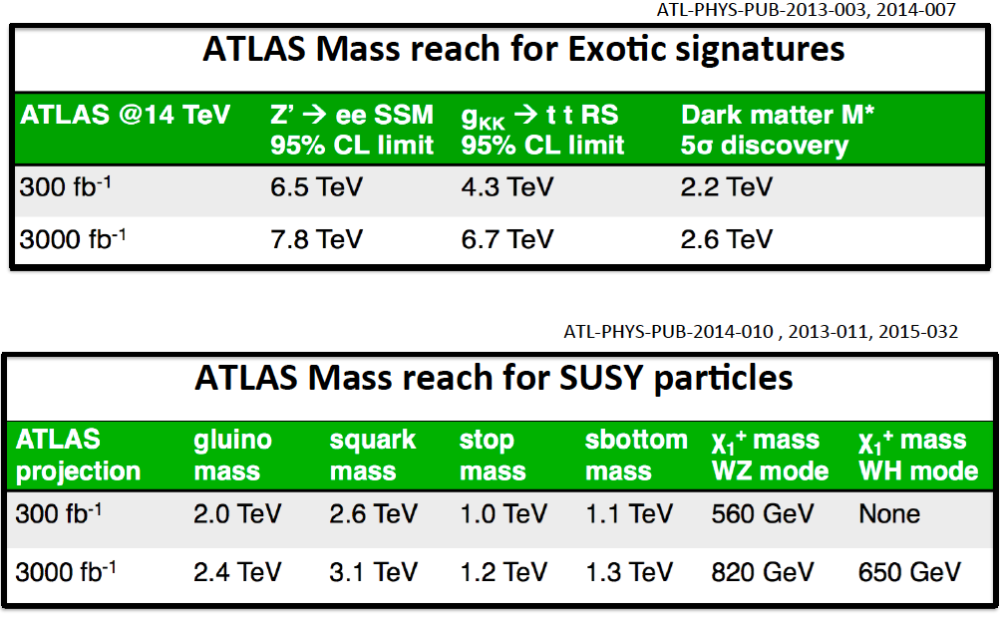 ATL-PHYS-PUB-2013-003, 2014-007
ATLAS Mass reach for Exotic signatures
ATLAS @14 TeV Z’ → ee SSM 95% CL limit gKK → t t RS 95% CL limit Dark matter M* 5σ discovery
300 fb-1 6.5 TeV 4.3 TeV 2.2 TeV
3000 fb-1 7.8 TeV 6.7 TeV 2.6 TeV
ATL-PHYS-PUB-2014-010 , 2013-011, 2015-032
ATLAS Mass reach for SUSY particles
ATLAS projection gluino mass squark mass stop mass sbottom mass χ1+ mass WZ mode χ1+ mass WH mode
300 fb-1 2.0 TeV 2.6 TeV 1.0 TeV 1.1 TeV 560 GeV None
3000 fb-1 2.4 TeV 3.1 TeV 1.2 TeV 1.3 TeV 820 GeV 650 GeV